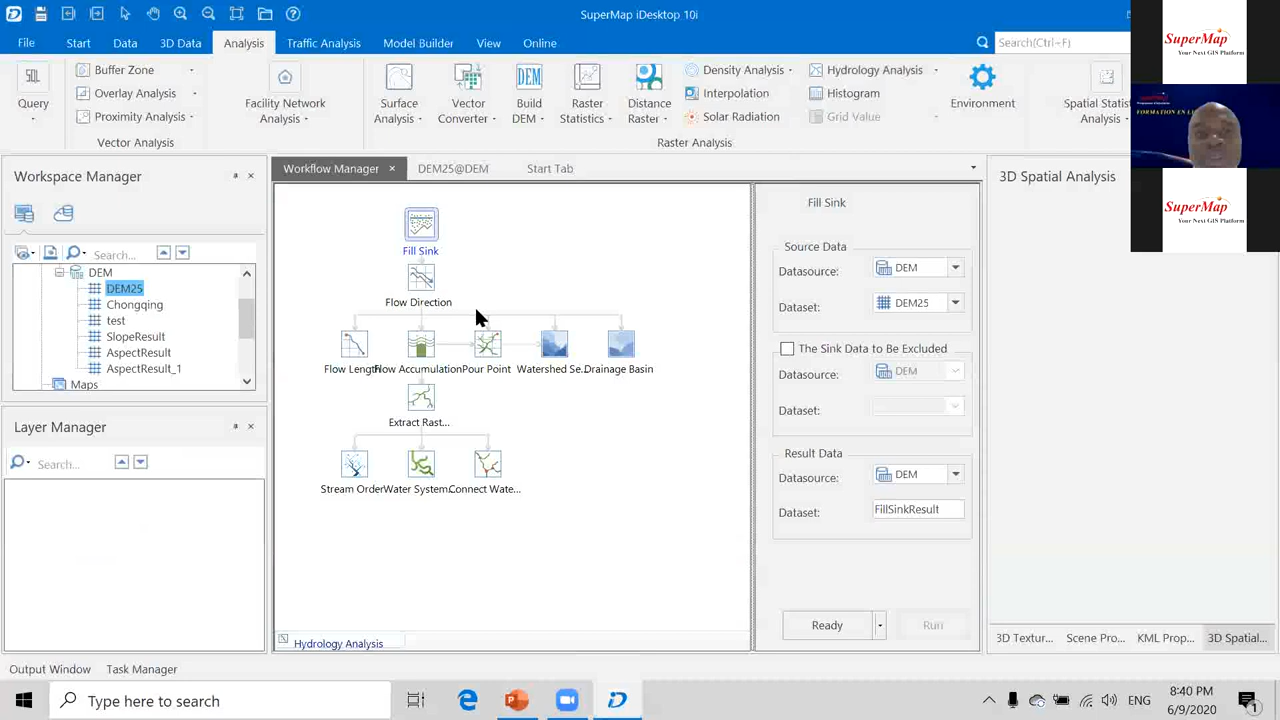 SuperMap iDesktop 10i
File Start Data 3D Data Analysis Traffic Analysis Model Builder View Online Search(Ctrl+F)
SQL
Query
Buffer Zone
Overlay Analysis
Proximity Analysis
Vector Analysis
Facility Network
Analysis
Surface
Analysis
Vector
Converter
DEM
Build
DEM
Raster
Statistics
Distance
Raster
Density Analysis
Interpolation
Solar Radiation
Hydrology Analysis
Histogram
Grid Value
Raster Analysis
Environment
Spatial Statis
Analysis
SuperMap
Your Next GIS Platform
FORMATION EN LI
SuperMap
Your Next GIS Platform
Workspace Manager
Search...
DEM
DEM25
Chongqing
test
SlopeResult
AspectResult
AspectResult_1
Maps
Layer Manager
Search...
Workflow Manager DEM25@DEM Start Tab
Fill Sink
Flow Direction
Flow Length Flow Accumulation Pour Point Watershed Se... Drainage Basin
Extract Rast...
Stream Order Water System... Connect Wate...
Hydrology Analysis
Fill Sink
Source Data
Datasource: DEM
Dataset: DEM25
The Sink Data to Be Excluded
Datasource: DEM
Dataset:
Result Data
Datasource: DEM
Dataset: FillSinkResult
Ready Run
3D Spatial Analysis
3D Textur... Scene Pro... KML Prop... 3D Spatial...
Output Window Task Manager
Type here to search
ENG
8:40 PM
6/9/2020
1